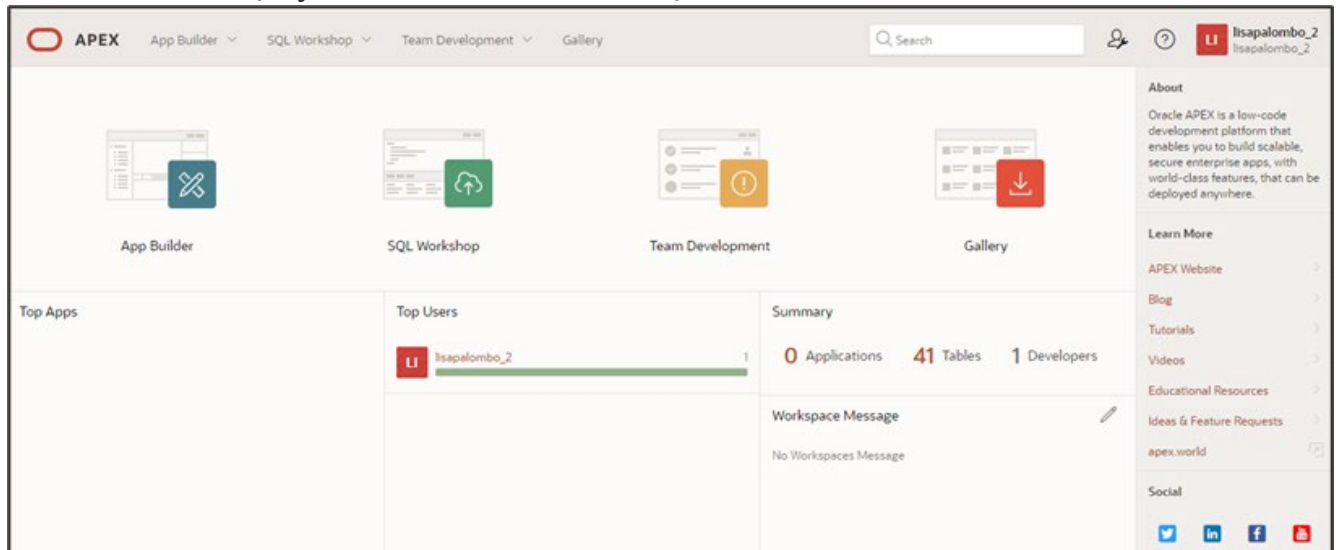 APEX App Builder SQL Workshop Team Development Gallery Search
LI lisapalombo_2
lisapalombo_2
App Builder SQL Workshop Team Development Gallery
Top Apps
Top Users
LI lisapalombo_2 1
Summary
0 Applications 41 Tables 1 Developers
Workspace Message
No Workspaces Message
About
Oracle APEX is a low-code
development platform that
enables you to build scalable,
secure enterprise apps, with
world-class features, that can be
deployed anywhere.
Learn More
APEX Website
Blog
Tutorials
Videos
Educational Resources
Ideas & Feature Requests
apex.world
Social